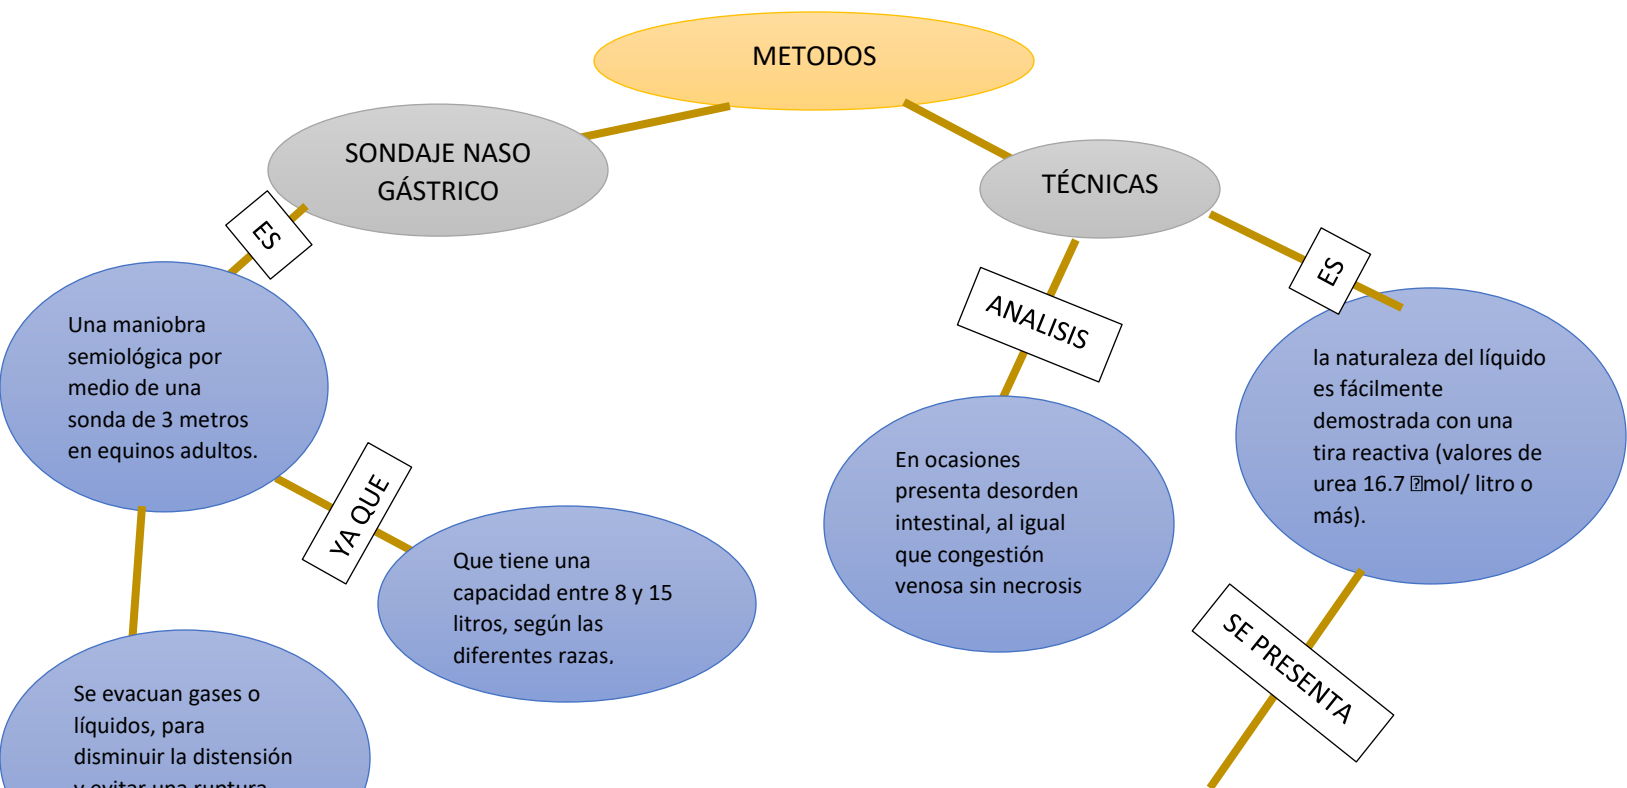 METODOS
SONDAJE NASO
GÁSTRICO
TÉCNICAS
ES
ES
ANALISIS
Una maniobra
semiológica por
medio de una
sonda de 3 metros
en equinos adultos.
la naturaleza del líquido
es fácilmente
demostrada con una
tira reactiva (valores de
urea 16.7 mol/ litro o
más).
YA QUE
En ocasiones
presenta desorden
intestinal, al igual
que congestión
venosa sin necrosis
Que tiene una
capacidad entre 8 y 15
litros, según las
diferentes razas.
SE PRESENTA
Se evacuan gases o
líquidos, para
disminuir la distensión
y evitar una ruptura